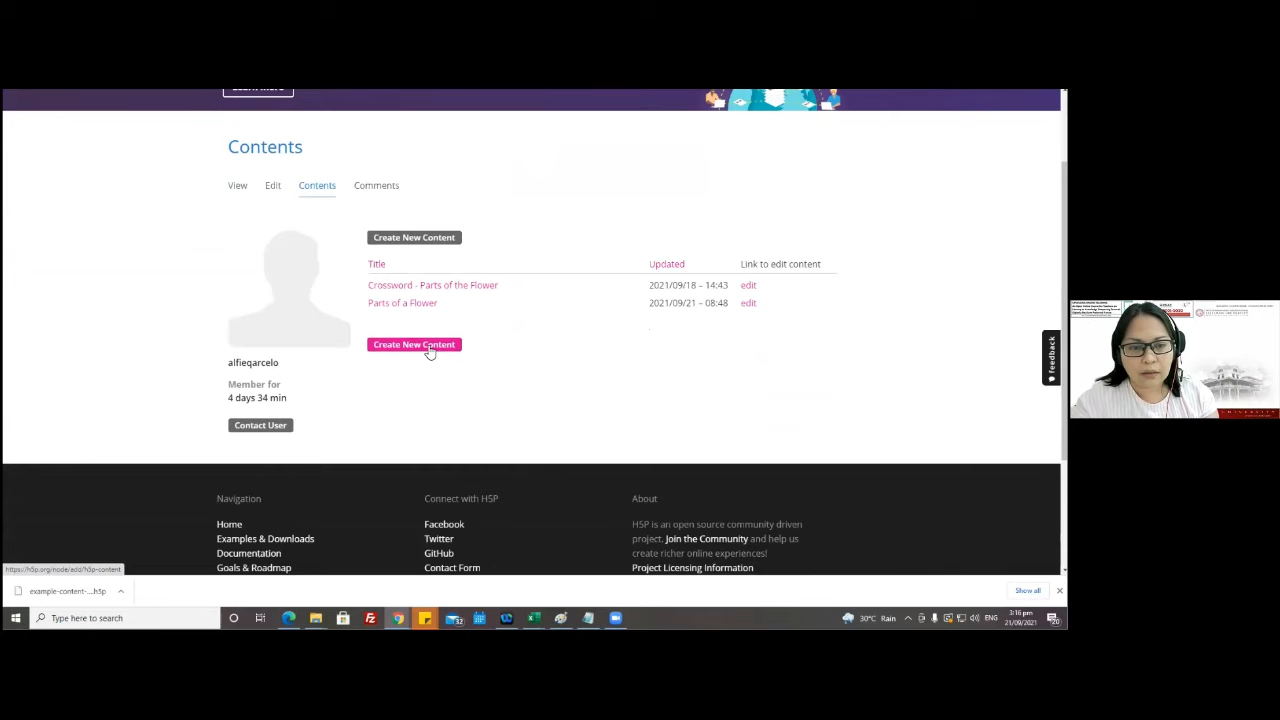 Contents
View Edit Contents Comments
Create New Content
Title Updated Link to edit content
Crossword - Parts of the Flower 2021/09/18 – 14:43 edit
Parts of a Flower 2021/09/21 – 08:48 edit
Create New Content
alfieqarcelo
Member for
4 days 34 min
Contact User
feedback
Navigation
Home
Examples & Downloads
Documentation
Goals & Roadmap
Connect with H5P
Facebook
Twitter
GitHub
Contact Form
About
H5P is an open source community driven
project. Join the Community and help us
create richer online experiences!
Project Licensing Information
https://h5p.org/node/add/h5p-content
example-content-....h5p
Show all
Type here to search
32
30°C Rain
ENG
3:16 pm
21/09/2021
20